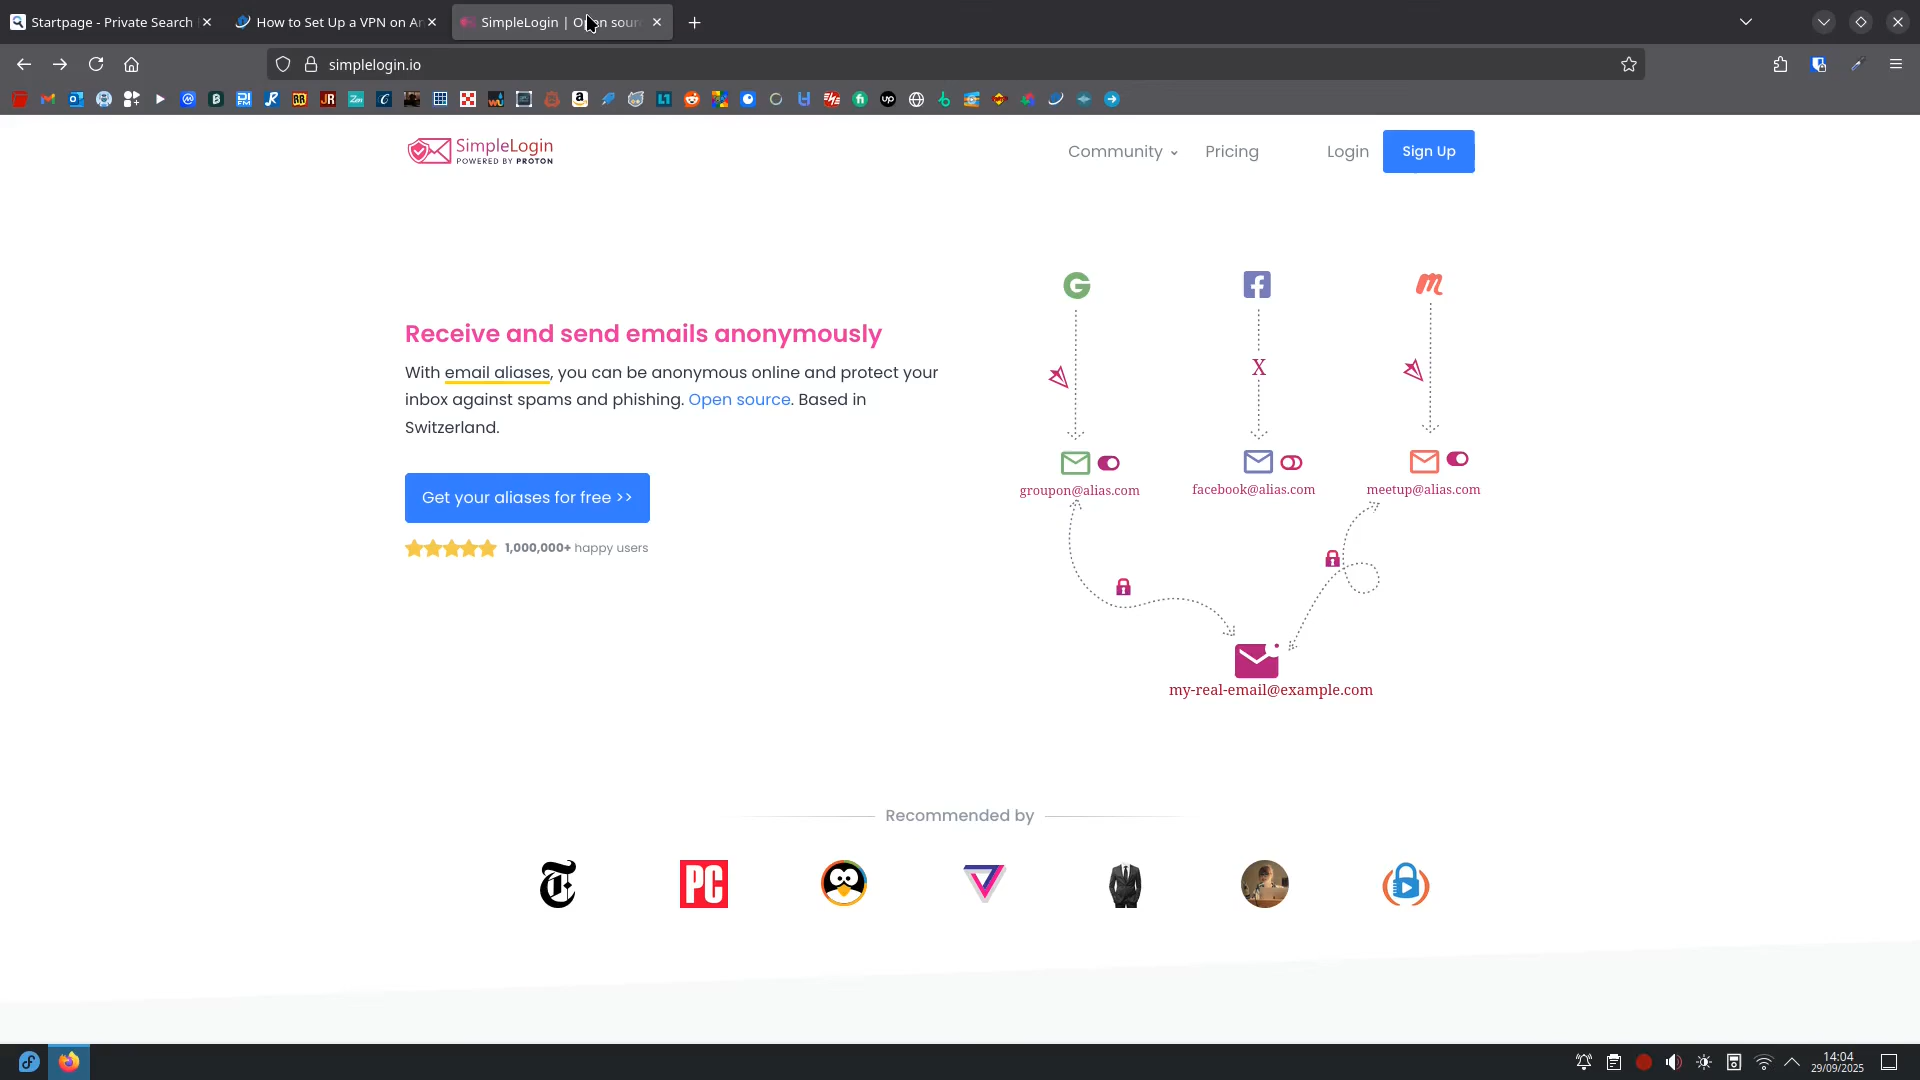 Startpage - Private Search
How to Set Up a VPN on An
SimpleLogin | Open sour
simplelogin.io
SimpleLogin
POWERED BY PROTON
Community
Pricing
Login
Sign Up
Receive and send emails anonymously
With email aliases, you can be anonymous online and protect your
inbox against spams and phishing. Open source. Based in
Switzerland.
Get your aliases for free >>
1,000,000+ happy users
X
groupon@alias.com
facebook@alias.com
meetup@alias.com
my-real-email@example.com
Recommended by
PC
14:04
29/09/2025